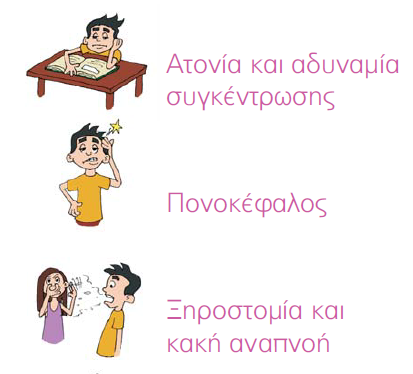 Ατονία και αδυναμία
συγκέντρωσης
Πονοκέφαλος
Ξηροστομία και
κακή αναπνοή